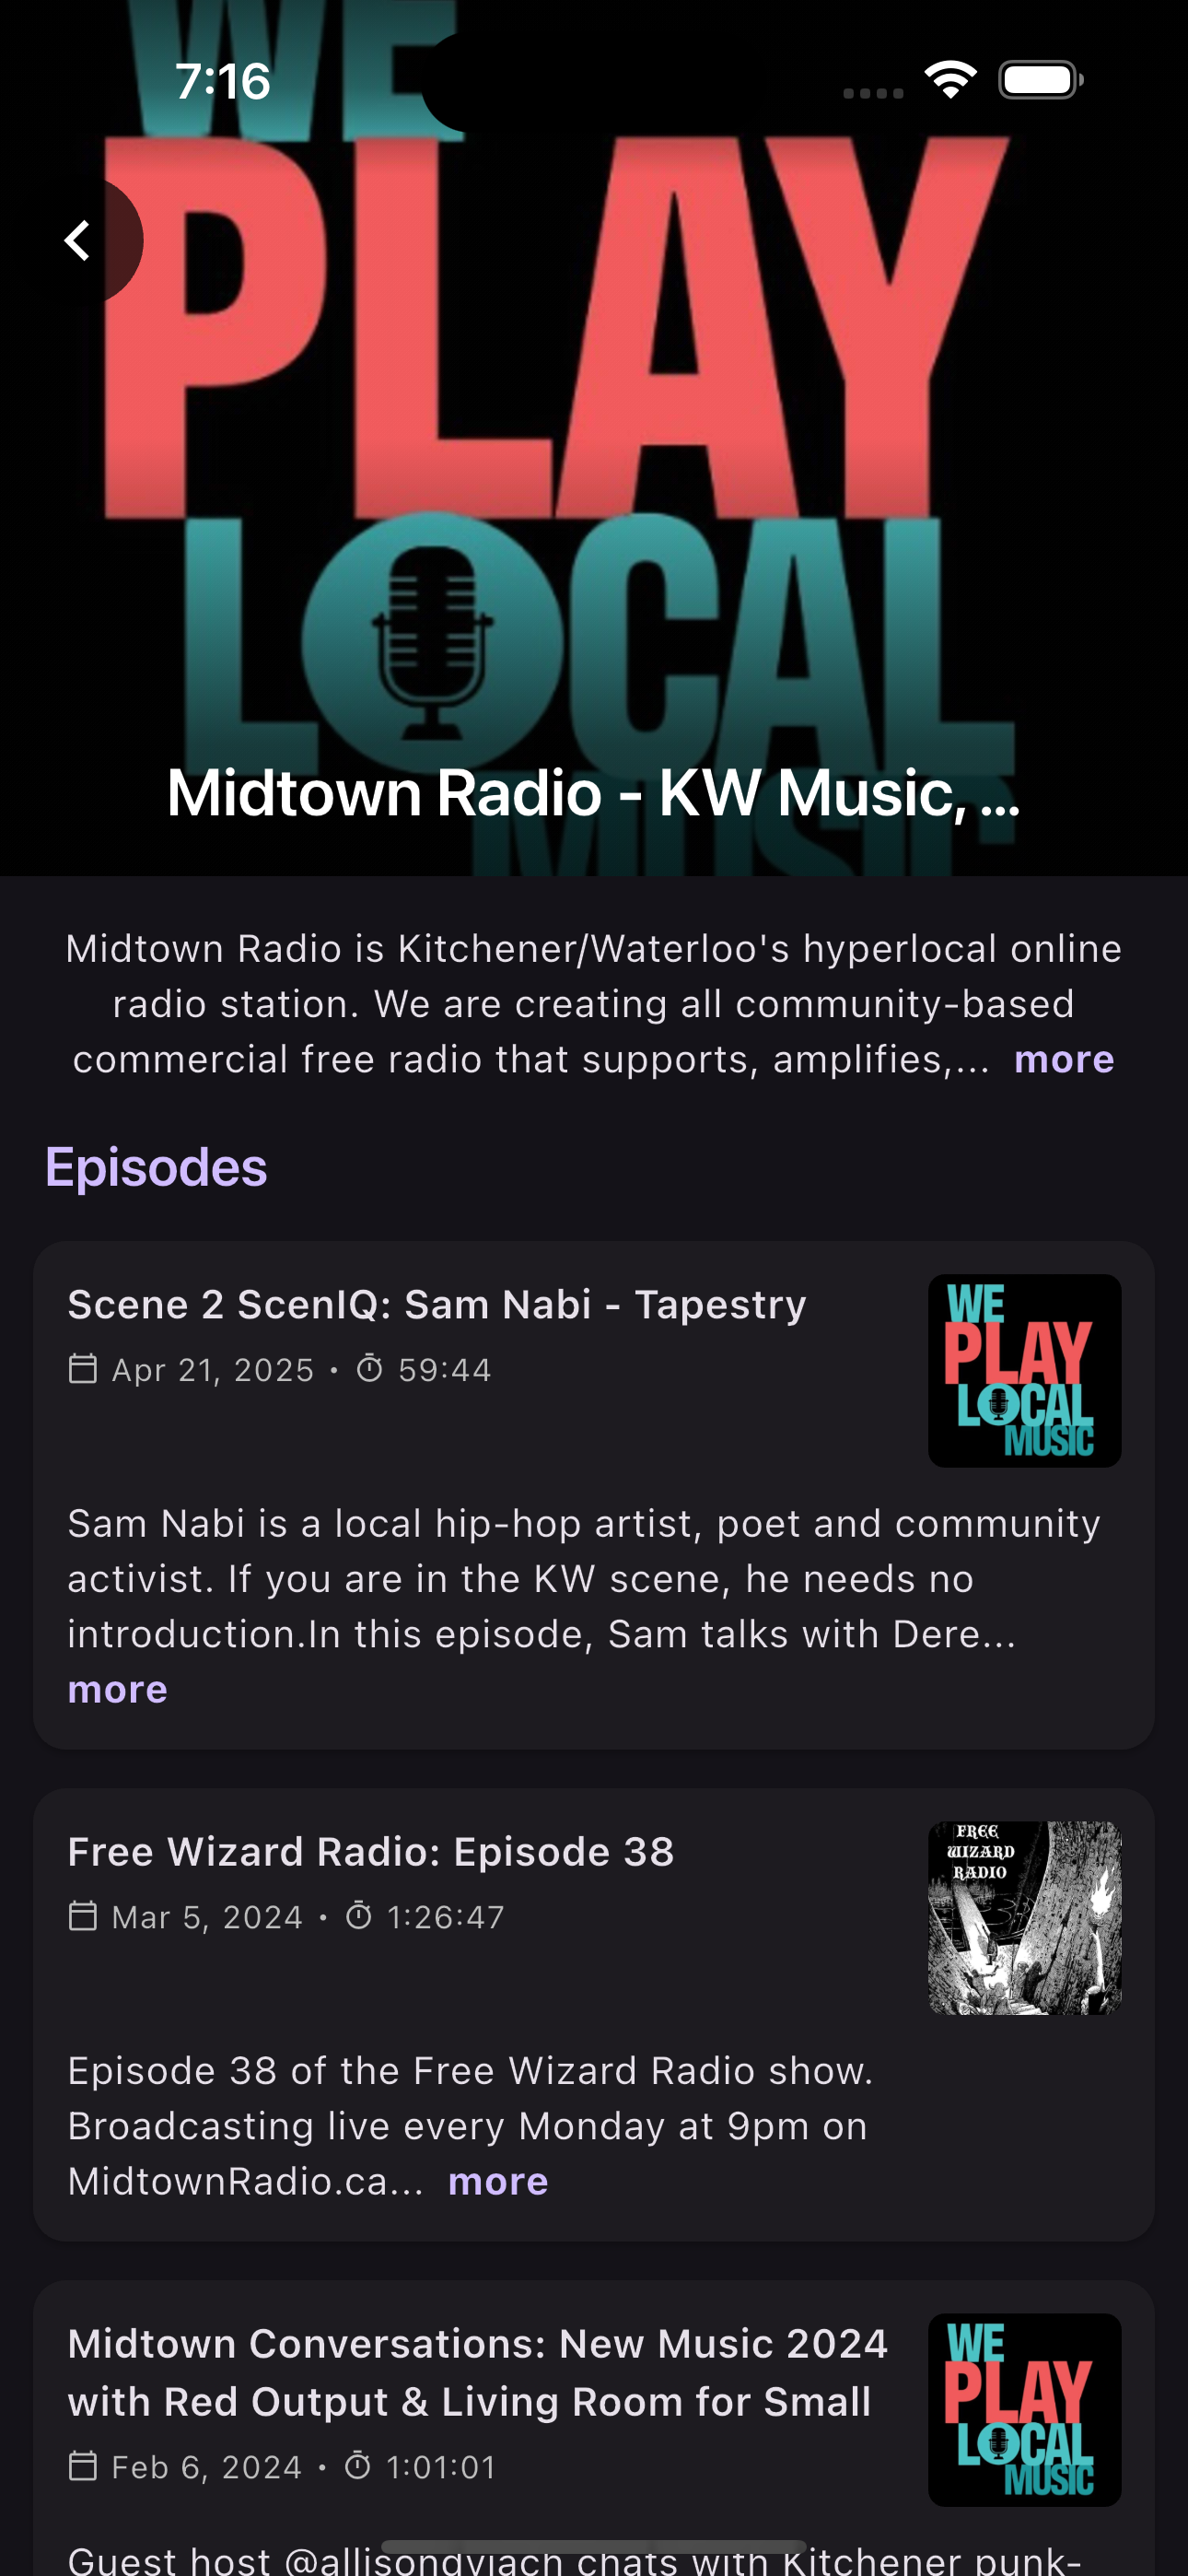 WE
7:16
PLAY
LOCAL
MUSIC
Midtown Radio - KW Music, ...
Midtown Radio is Kitchener/Waterloo's hyperlocal online
radio station. We are creating all community-based
commercial free radio that supports, amplifies,... more
Episodes
Scene 2 ScenIQ: Sam Nabi - Tapestry
Apr 21, 2025 • 59:44
WE
PLAY
LOCAL
MUSIC
Sam Nabi is a local hip-hop artist, poet and community
activist. If you are in the KW scene, he needs no
introduction.In this episode, Sam talks with Dere...
more
Free Wizard Radio: Episode 38
Mar 5, 2024 • 1:26:47
FREE
WIZARD
RADIO
Episode 38 of the Free Wizard Radio show.
Broadcasting live every Monday at 9pm on
MidtownRadio.ca... more
Midtown Conversations: New Music 2024
with Red Output & Living Room for Small
Feb 6, 2024 • 1:01:01
WE
PLAY
LOCAL
MUSIC
Guest host @allisondvlach chats with Kitchener punk-